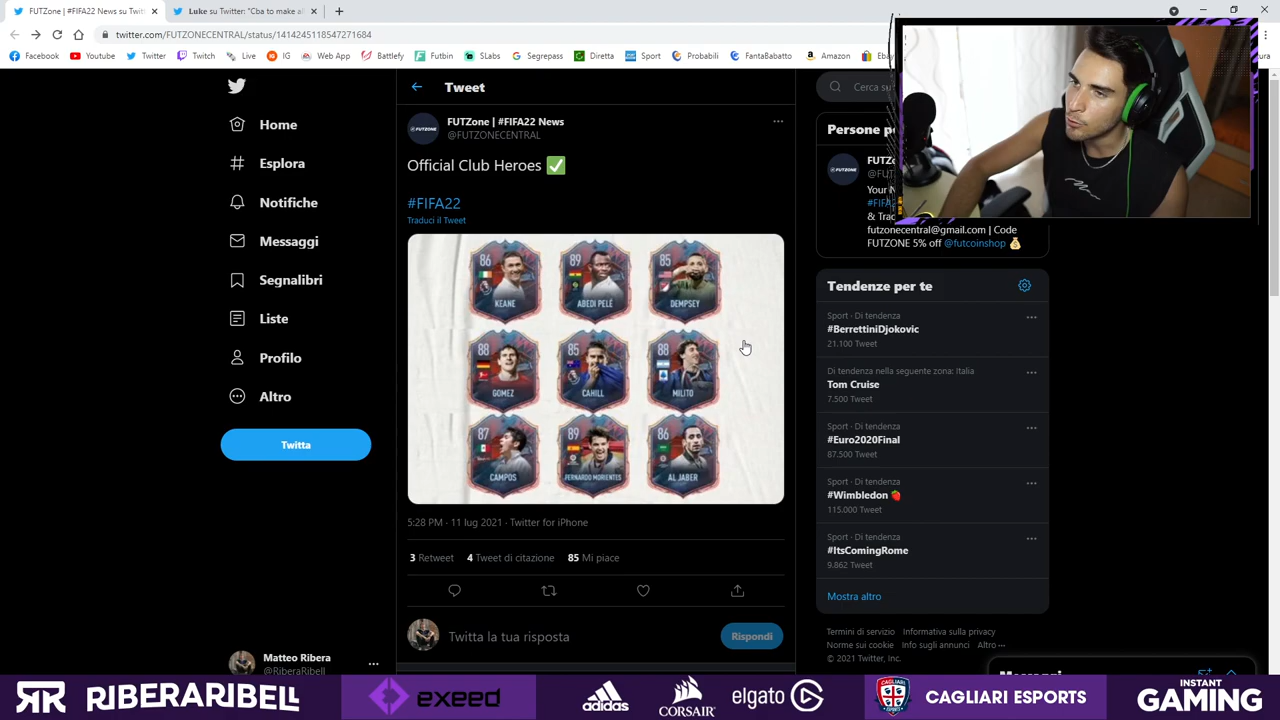 FUTZone | #FIFA22 News
Luke su Twitter: "Cba to make al
twitter.com/FUTZONECENTRAL/status/1414245118547271684
Facebook
Youtube
Twitter
Twitch
IG
Web App
Battlefy
Futbin
SLabs
Segrepass
Diretta
Sport
Probabili
FantaBabatto
Amazon
Home
Esplora
Notifiche
Messaggi
Segnalibri
Liste
Profilo
Altro
Twitta
Matteo Ribera
@RiberaRibell
Tweet
FUTZone | #FIFA22 News
@FUTZONECENTRAL
Official Club Heroes ✅
#FIFA22
Traduci il Tweet
86 KEANE
89 ABEDI PELÉ
85 DEMPSEY
88 GOMEZ
85 CAHILL
88 MILITO
87 CAMPOS
89 FERNANDO MORIENTES
86 AL JABER
5:28 PM · 11 lug 2021 · Twitter for iPhone
3 Retweet
4 Tweet di citazione
85 Mi piace
Twitta la tua risposta
Rispondi
Cerca su
Persone p
FUTZ
@FUT
Your N
#FIFA2
& Trac
futzonecentral@gmail.com | Code
FUTZONE 5% off @futcoinshop 💰
Tendenze per te
Sport · Di tendenza
#BerrettiniDjokovic
21.100 Tweet
Di tendenza nella seguente zona: Italia
Tom Cruise
7.500 Tweet
Sport · Di tendenza
#Euro2020Final
87.500 Tweet
Sport · Di tendenza
#Wimbledon 🍓
115.000 Tweet
Sport · Di tendenza
#ItsComingRome
9.862 Tweet
Mostra altro
Termini di servizio Informativa sulla privacy
Norme sui cookie Info sugli annunci Altro ···
© 2021 Twitter, Inc.
RIBERARIBELL
exeed
adidas
CORSAIR
elgato
CAGLIARI ESPORTS
INSTANT
GAMING